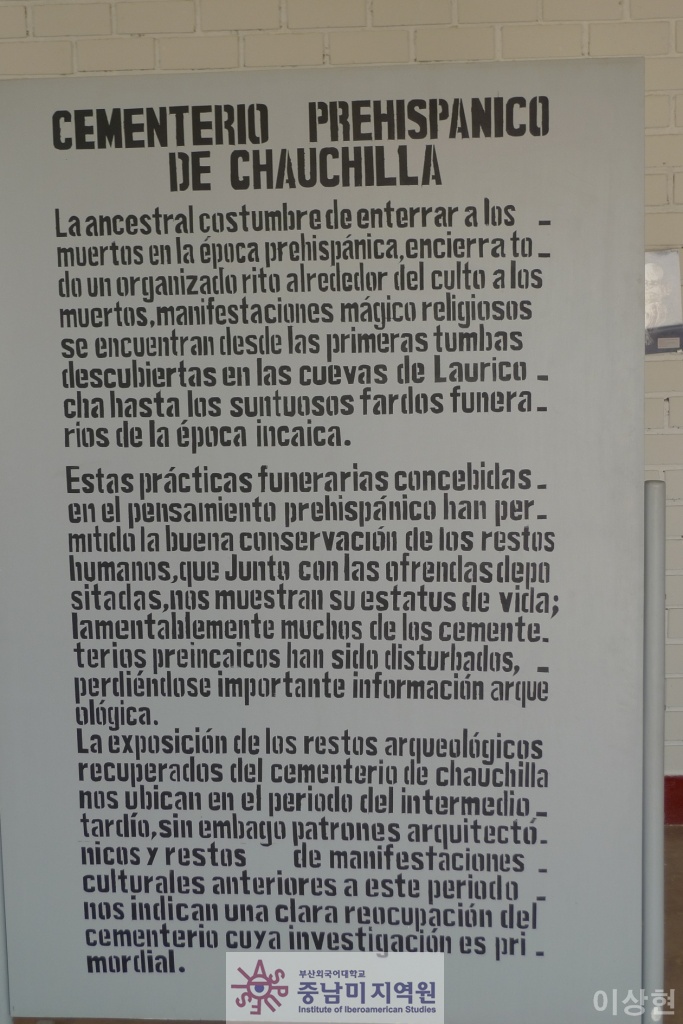 CEMENTERIO PREHISPANICO
DE CHAUCHILLA
La ancestral costumbre de enterrar a los _
muertos en la época prehispánica, encierra to _
do un organizado rito alrededor del culto a los
muertos, manifestaciones mágico religiosos
se encuentran desde las primeras tumbas
descubiertas en las cuevas de Laurico _
cha hasta los suntuosos fardos funera _
rios de la época incaica.
Estas prácticas funerarias concebidas _
en el pensamiento prehispánico han per _
mitido la buena conservación de los restos
humanos, que Junto con las ofrendas depo
sitadas, nos muestran su estatus de vida;
lamentablemente muchos de los cemente _
terios preincaicos han sido disturbados, _
perdiéndose importante información arque
ológica.
La exposición de los restos arqueológicos
recuperados del cementerio de chauchilla
nos ubican en el periodo del intermedio _
tardío, sin embago patrones arquitectó _
nicos y restos de manifestaciones _
culturales anteriores a este periodo _
nos indican una clara reocupación del
cementerio cuya investigación es pri _
mordial.
부산외국어대학교
중남미지역원
Institute of Iberoamerican Studies
이상현